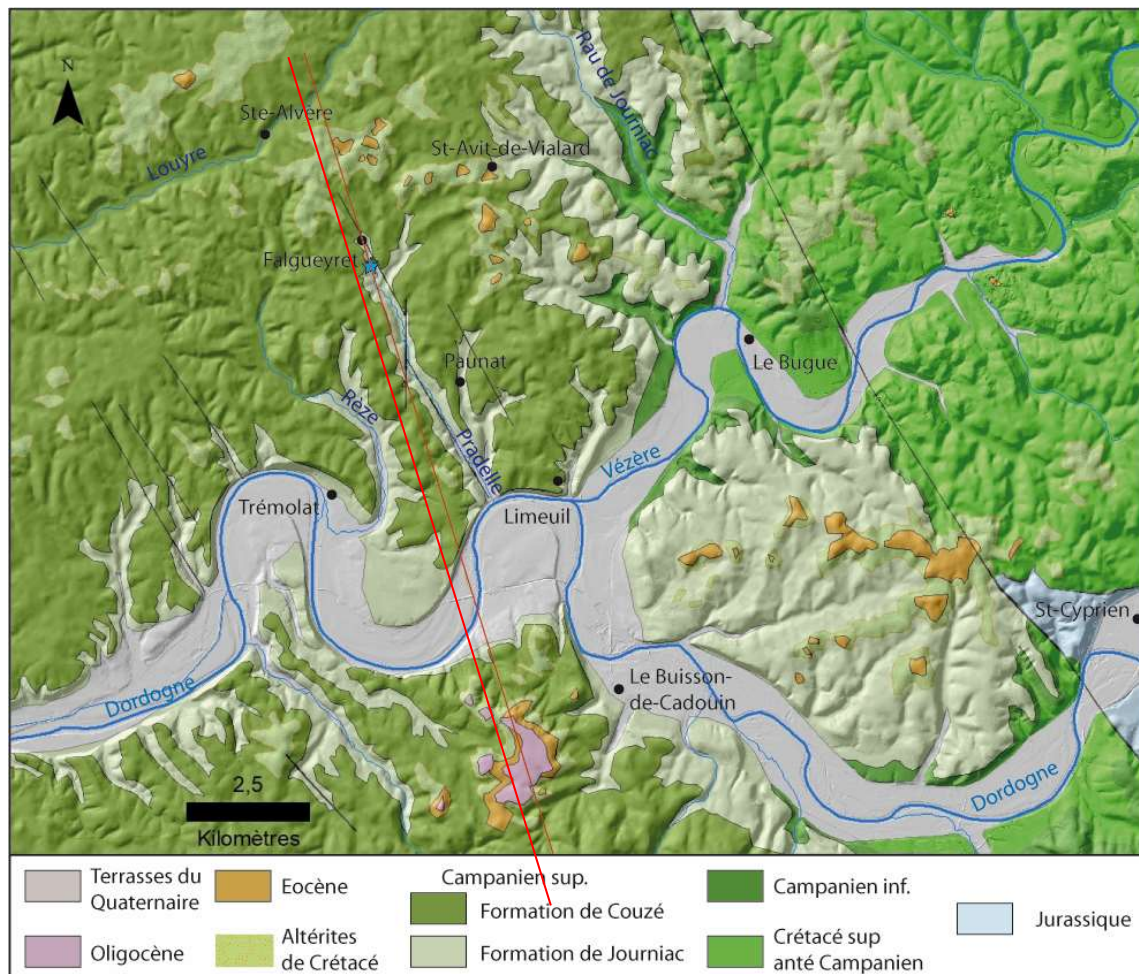 N
Rau de Journiac
Ste-Alvère
St-Avit-de-Vialard
Louyre
Falgueyret
Paunat
Le Bugue
Rèze
Pradelle
Vézère
Trémolat
Limeuil
St-Cyprien
Le Buisson-
de-Cadouin
Dordogne
Dordogne
2,5
Kilomètres
Terrasses du
Quaternaire
Eocène
Campanien sup.
Formation de Couzé
Campanien inf.
Jurassique
Oligocène
Altérites
de Crétacé
Formation de Journiac
Crétacé sup
anté Campanien